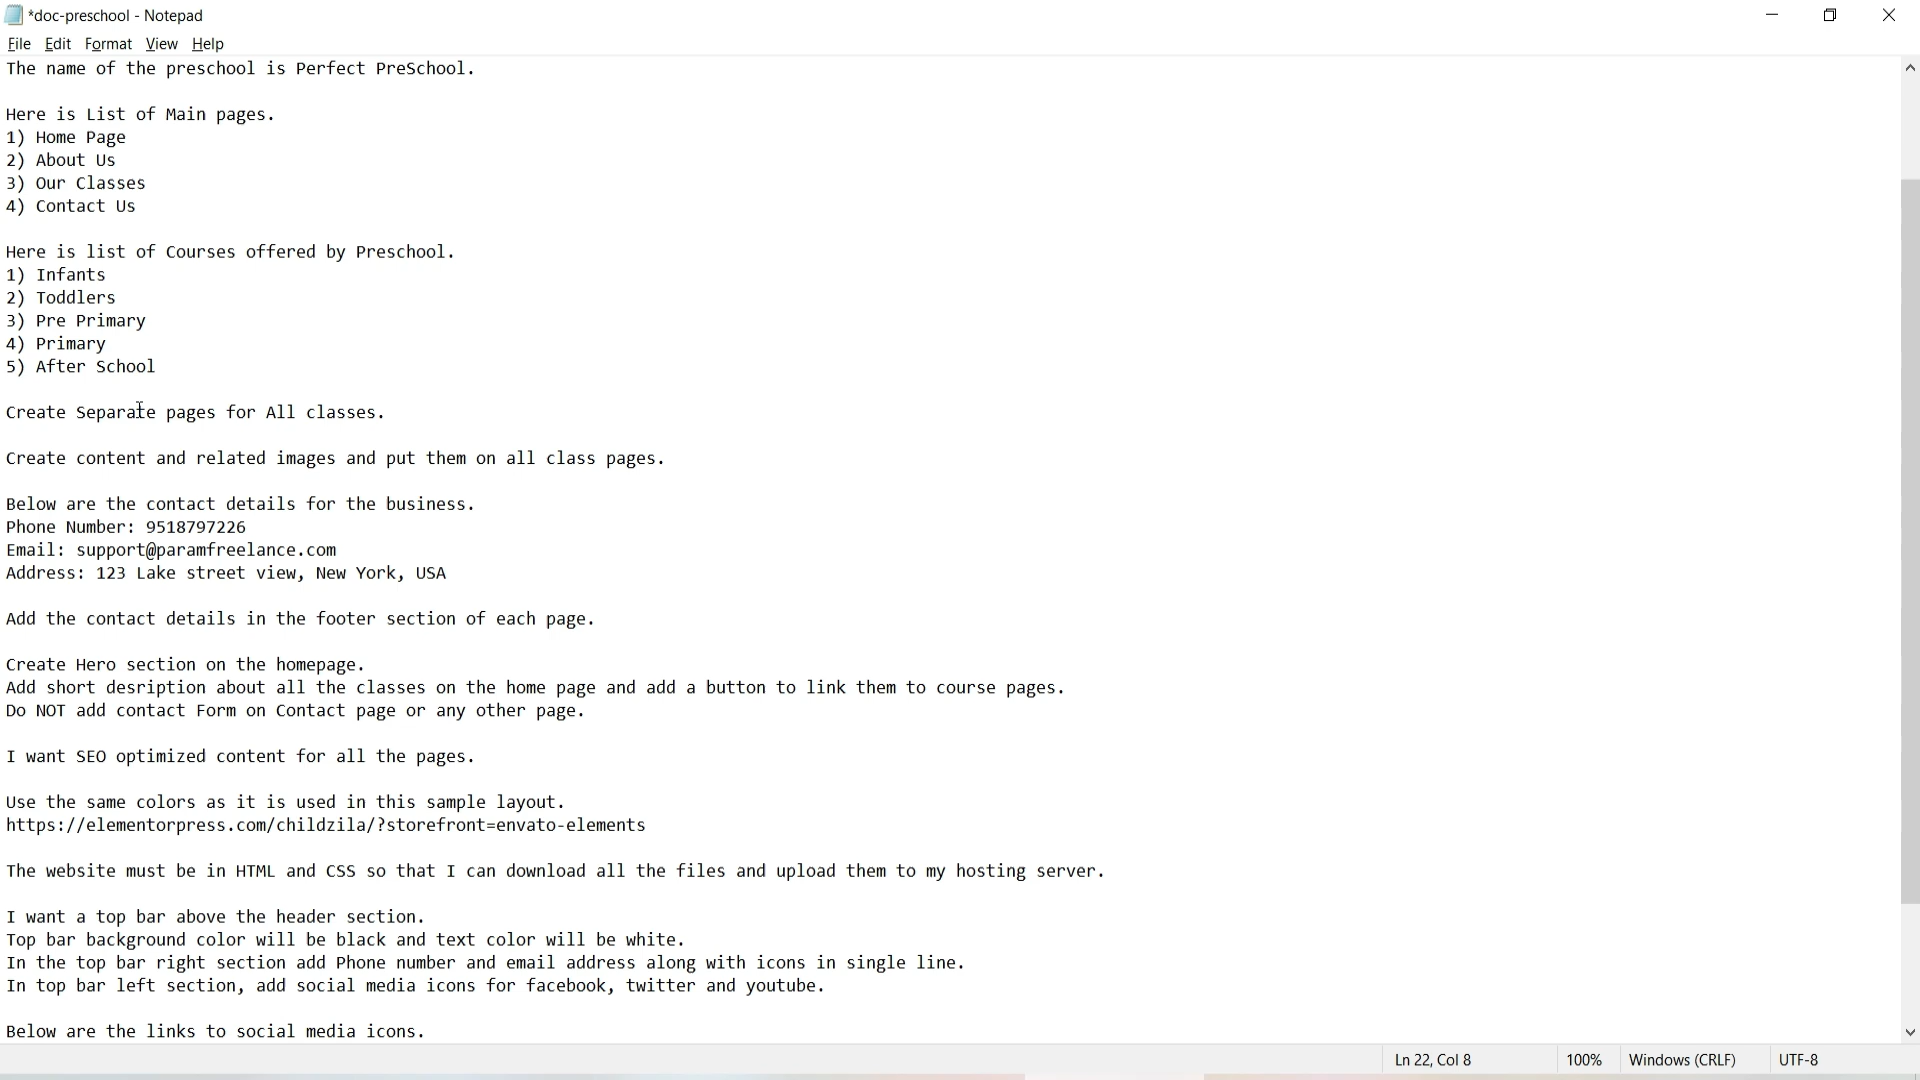 *doc-preschool - Notepad
File Edit Format View Help
The name of the preschool is Perfect PreSchool.
Here is List of Main pages.
1) Home Page
2) About Us
3) Our Classes
4) Contact Us
Here is list of Courses offered by Preschool.
1) Infants
2) Toddlers
3) Pre Primary
4) Primary
5) After School
Create Separate pages for All classes.
Create content and related images and put them on all class pages.
Below are the contact details for the business.
Phone Number: 9518797226
Email: support@paramfreelance.com
Address: 123 Lake street view, New York, USA
Add the contact details in the footer section of each page.
Create Hero section on the homepage.
Add short desription about all the classes on the home page and add a button to link them to course pages.
Do NOT add contact Form on Contact page or any other page.
I want SEO optimized content for all the pages.
Use the same colors as it is used in this sample layout.
https://elementorpress.com/childzila/?storefront=envato-elements
The website must be in HTML and CSS so that I can download all the files and upload them to my hosting server.
I want a top bar above the header section.
Top bar background color will be black and text color will be white.
In the top bar right section add Phone number and email address along with icons in single line.
In top bar left section, add social media icons for facebook, twitter and youtube.
Below are the links to social media icons.
Ln 22, Col 8 100% Windows (CRLF) UTF-8